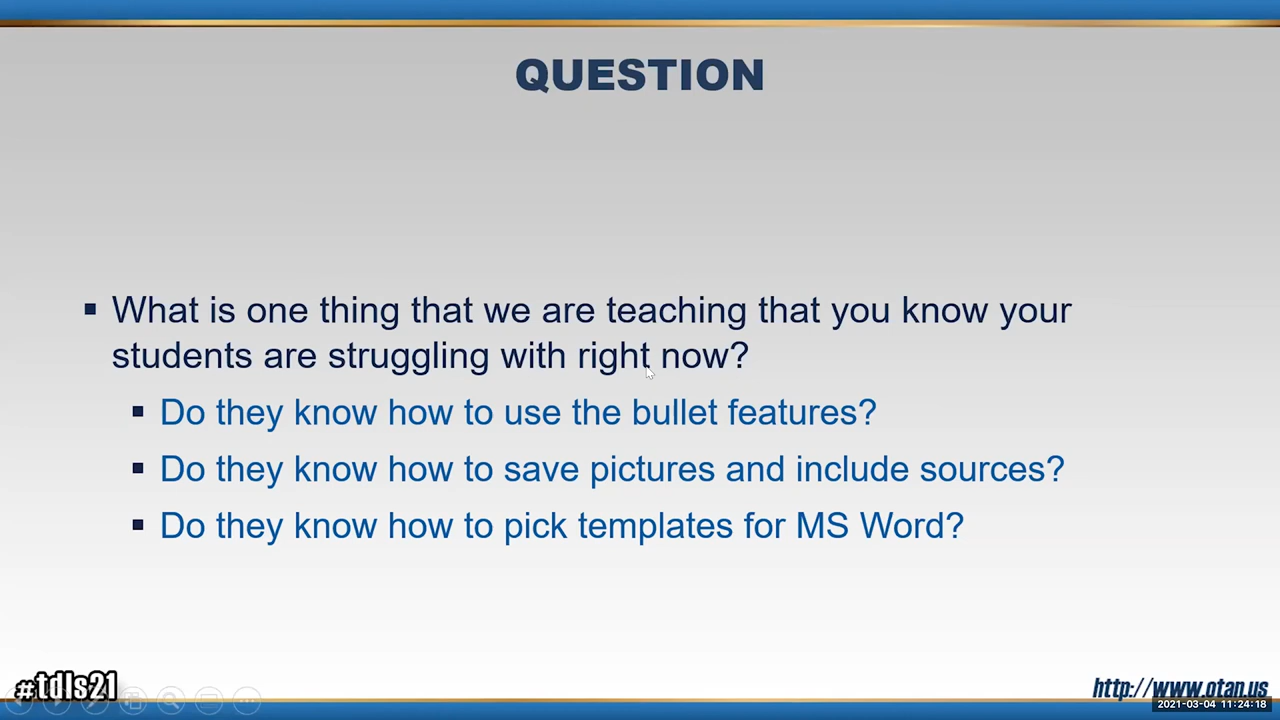 QUESTION
▪ What is one thing that we are teaching that you know your
students are struggling with right now?
▪ Do they know how to use the bullet features?
▪ Do they know how to save pictures and include sources?
▪ Do they know how to pick templates for MS Word?
#tdls21
http://www.otan.us
2021-03-04 11:24:18